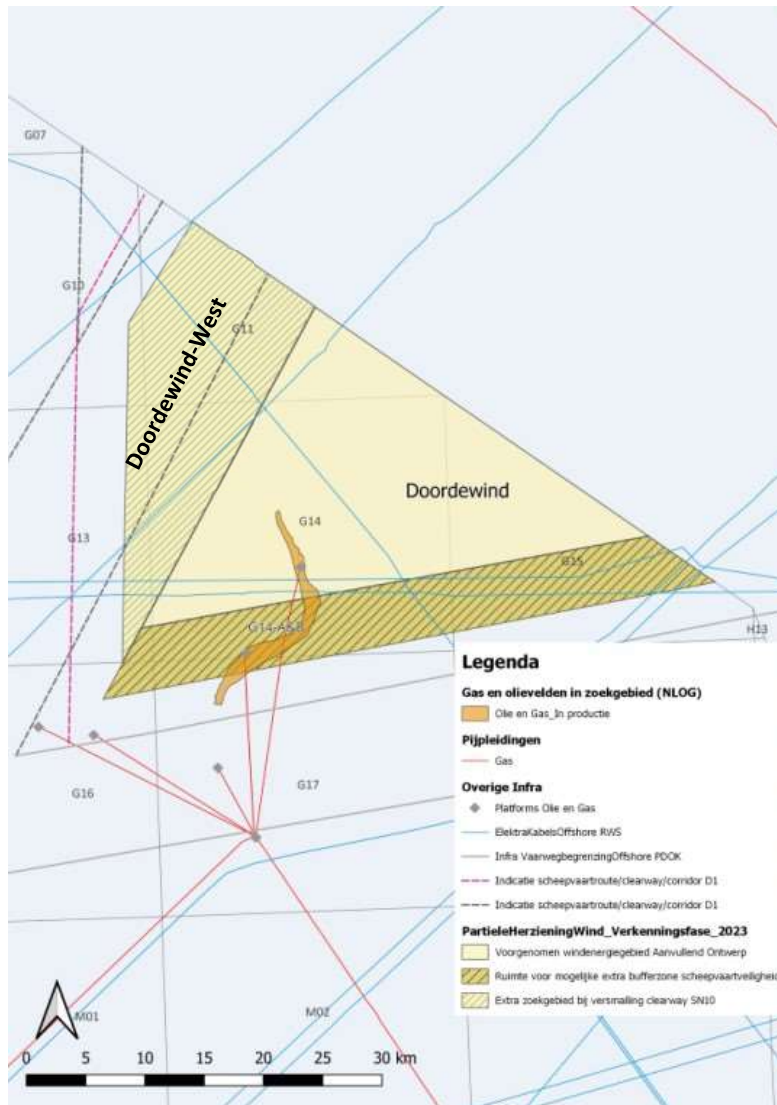 G07
G10
Doordewind-West
G11
Doordewind
G14
G13
G15
G14-A&B
H13
G16
G17
M01
M02
0 5 10 15 20 25 30 km
Legenda
Gas en olievelden in zoekgebied (NLOG)
Olie en Gas_In productie
Pijpleidingen
Gas
Overige Infra
Platforms Olie en Gas
ElektraKabelsOffshore RWS
Infra VaarwegbegrenzingOffshore PDOK
Indicatie scheepvaartroute/clearway/corridor D1
Indicatie scheepvaartroute/clearway/corridor D1
PartieleHerzieningWind_Verkenningsfase_2023
Voorgenomen windenergiegebied Aanvullend Ontwerp
Ruimte voor mogelijke extra bufferzone scheepvaartveiligheid
Extra zoekgebied bij versmalling clearway SN10